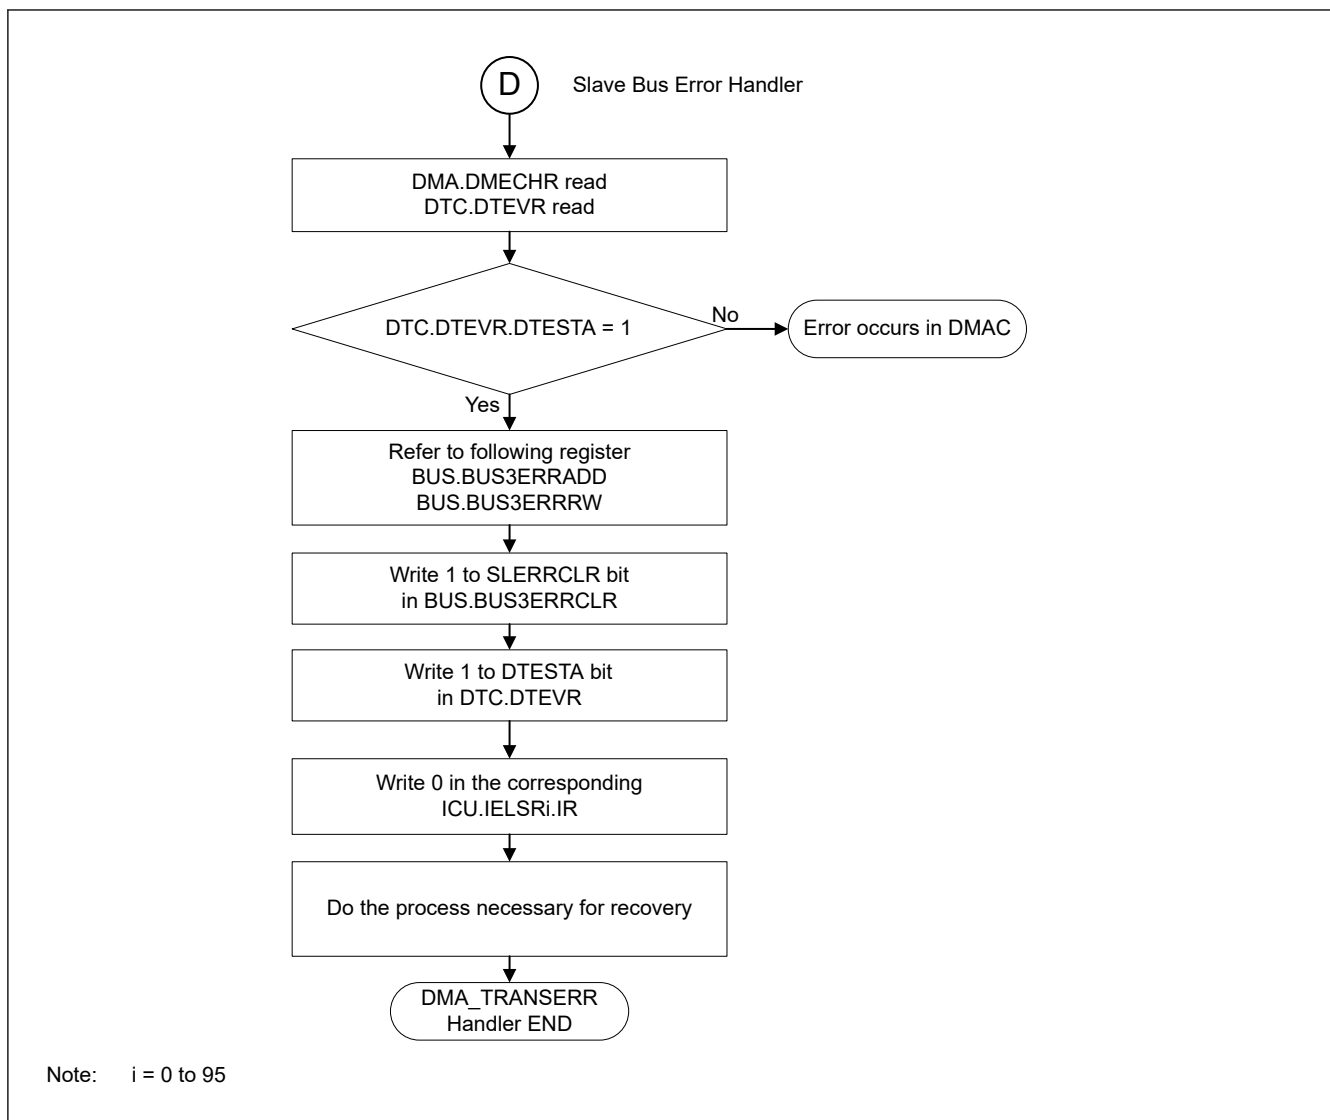 D
Slave Bus Error Handler
DMA.DMECHR read
DTC.DTEVR read
DTC.DTEVR.DTESTA = 1
No
Error occurs in DMAC
Yes
Refer to following register
BUS.BUS3ERRADD
BUS.BUS3ERRRW
Write 1 to SLERRCLR bit
in BUS.BUS3ERRCLR
Write 1 to DTESTA bit
in DTC.DTEVR
Write 0 in the corresponding
ICU.IELSRi.IR
Do the process necessary for recovery
DMA_TRANSERR
Handler END
Note: i = 0 to 95